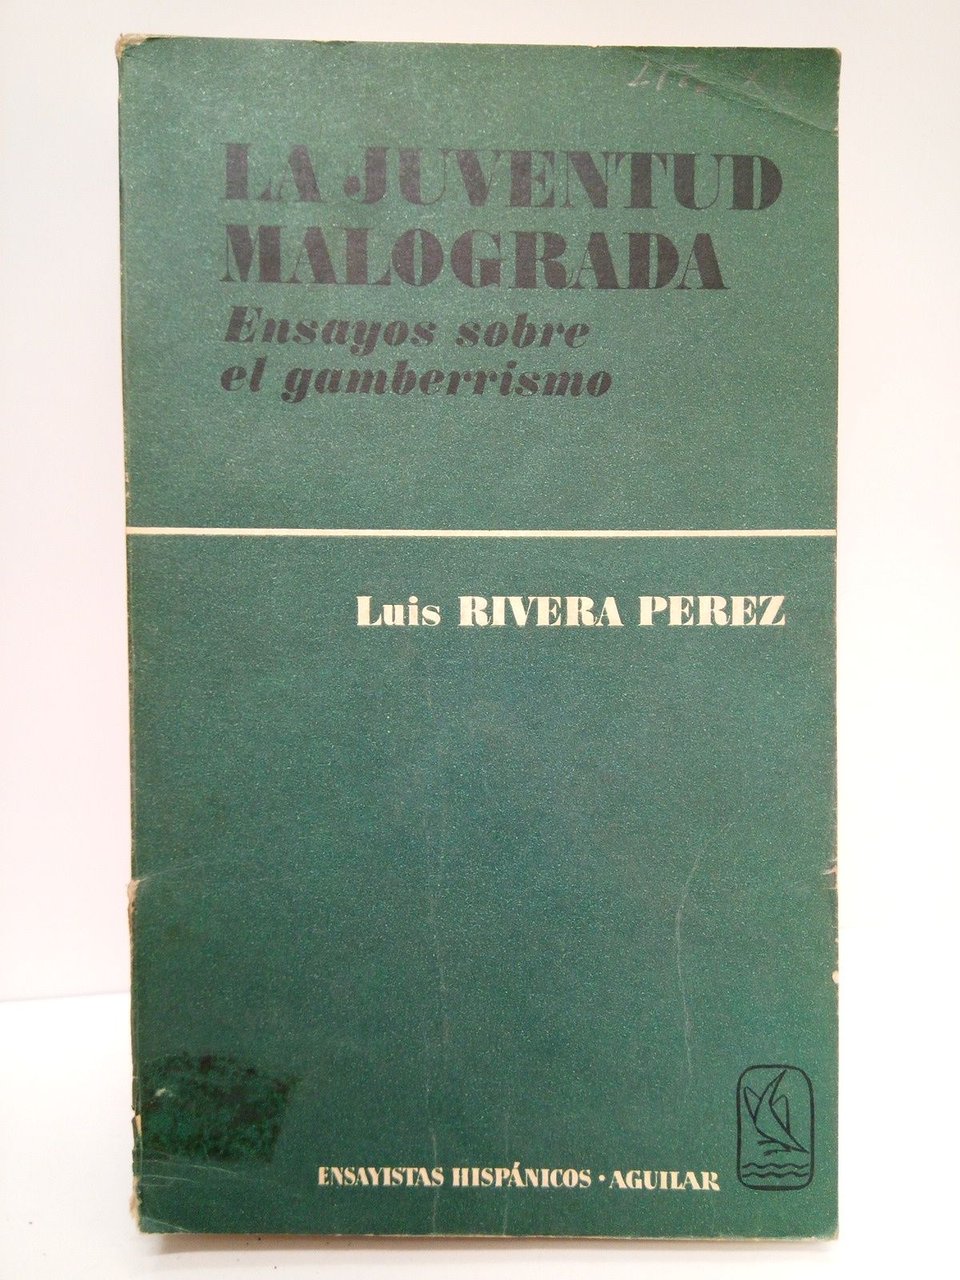 LA JUVENTUD
MALOGRADA
Ensayos sobre
el gamberrismo
Luis RIVERA PEREZ
ENSAYISTAS HISPÁNICOS · AGUILAR